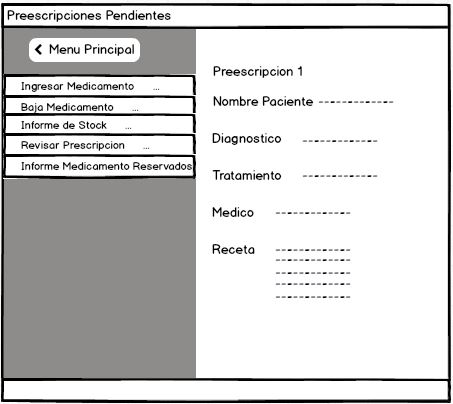 Preescripciones Pendientes
Menu Principal
Ingresar Medicamento ...
Baja Medicamento ...
Informe de Stock ...
Revisar Prescripcion ...
Informe Medicamento Reservados
Preescripcion 1
Nombre Paciente -------------
Diagnostico -------------
Tratamiento -------------
Medico -------------
Receta -------------
-------------
-------------
-------------
-------------